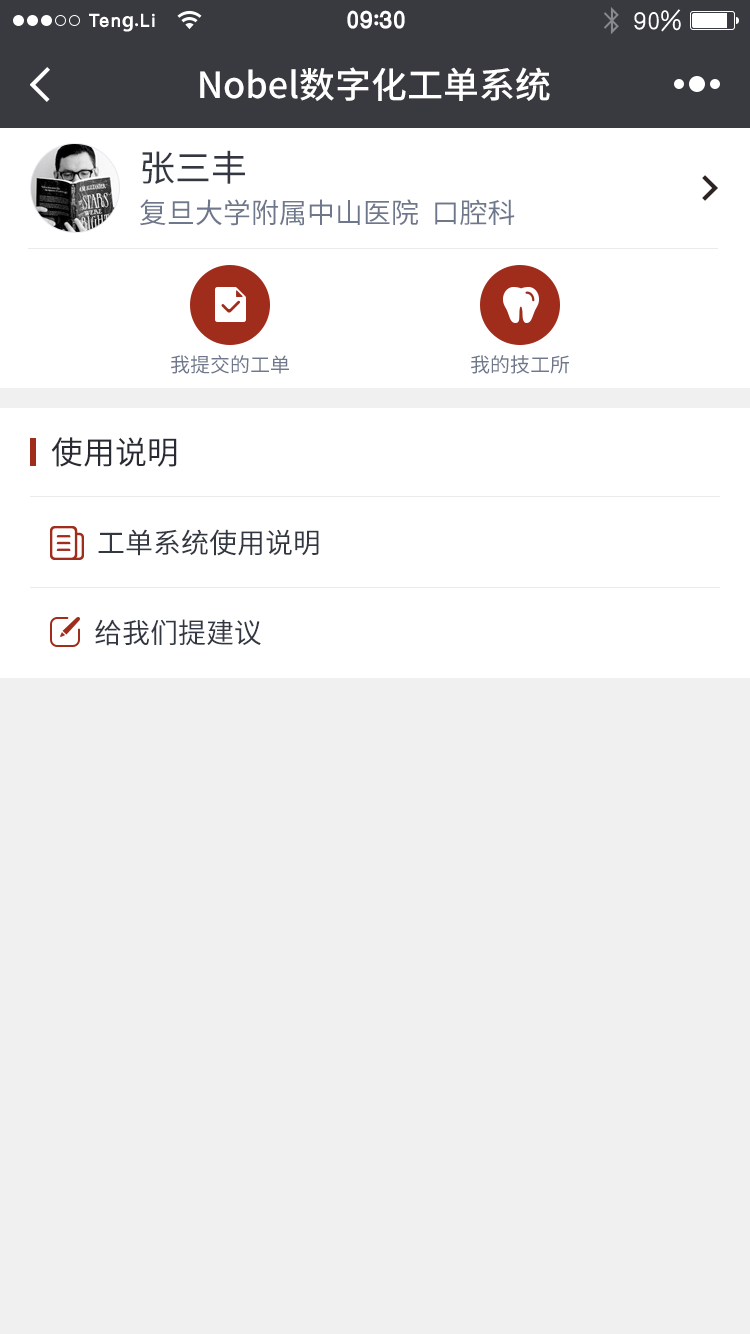 Teng.Li 09:30 90%
Nobel数字化工单系统
张三丰
复旦大学附属中山医院 口腔科
STARS
我提交的工单 我的技工所
使用说明
工单系统使用说明
给我们提建议